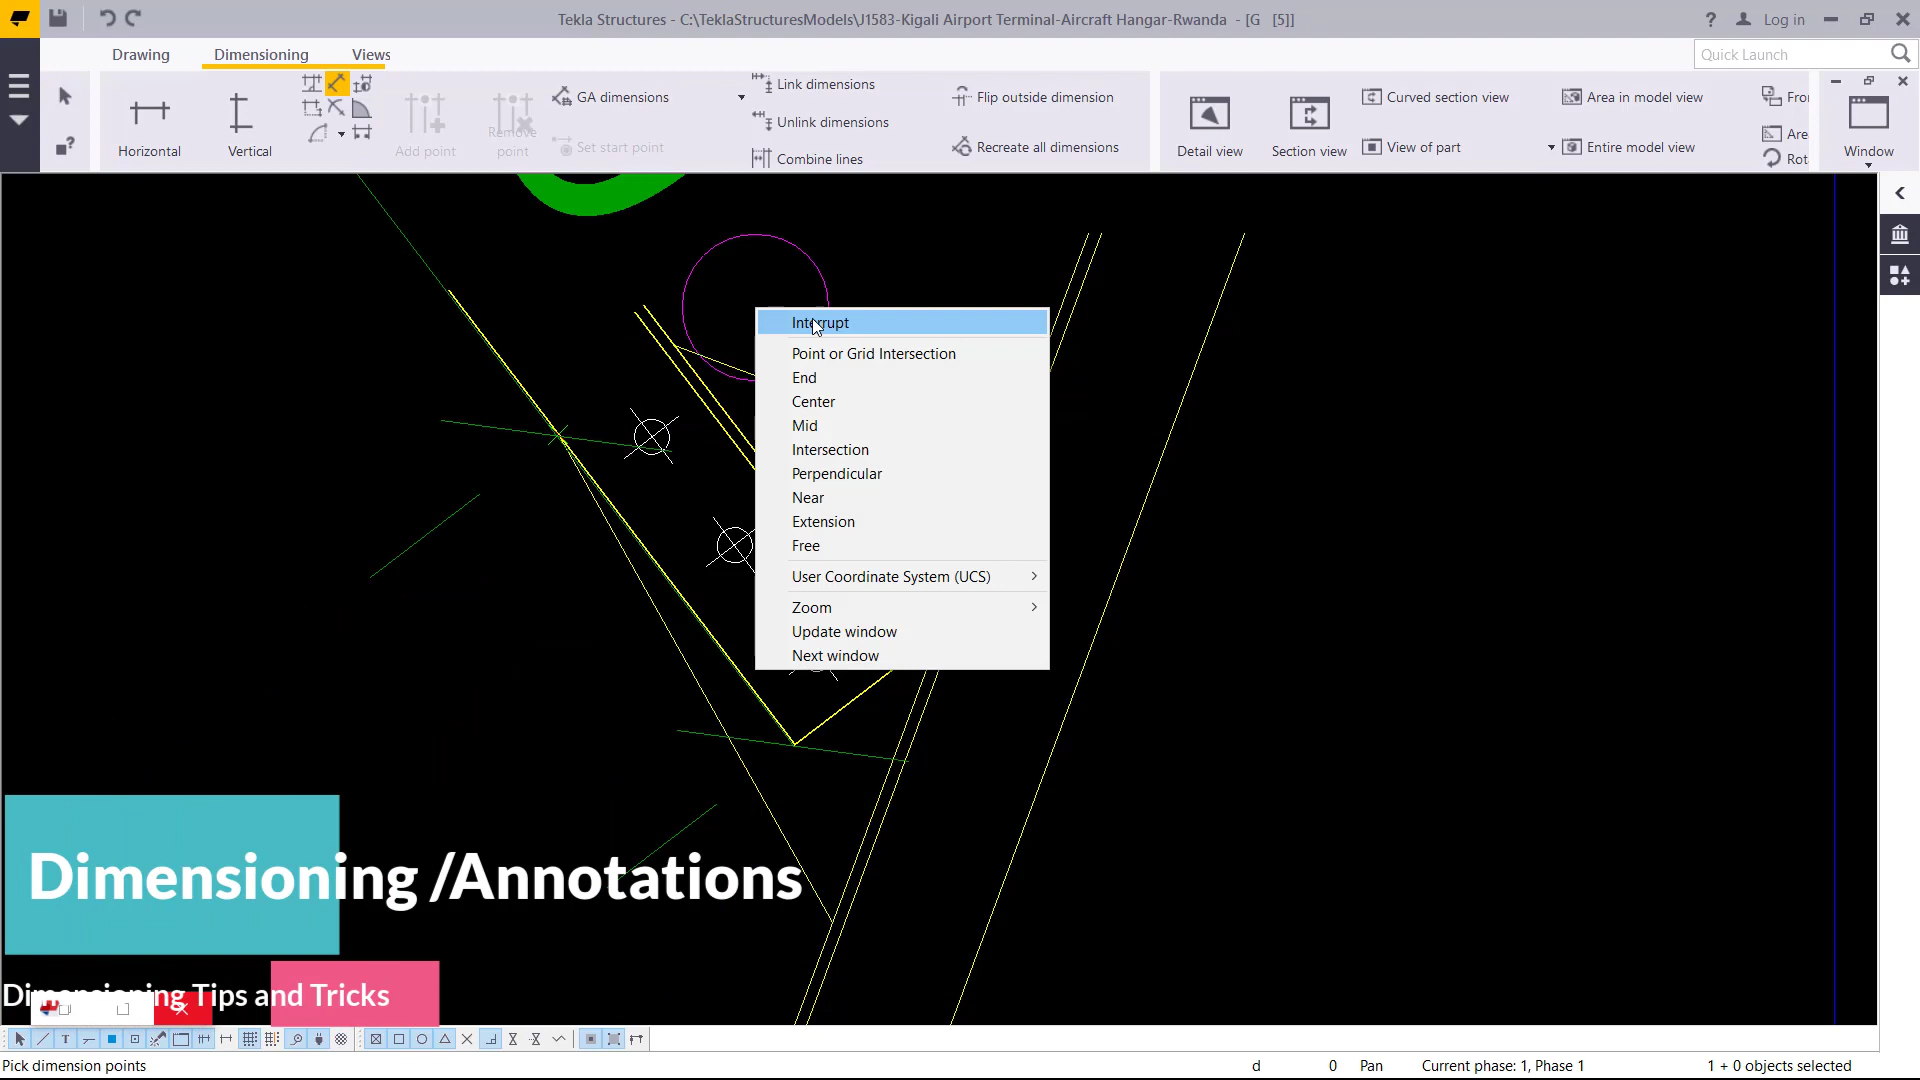 Tekla Structures - C:\TeklaStructuresModels\J1583-Kigali Airport Terminal-Aircraft Hangar-Rwanda - [G [5]]
? Log in
Drawing Dimensioning Views
Quick Launch
Horizontal
Vertical
Add point
Remove point
GA dimensions
Set start point
Link dimensions
Unlink dimensions
Combine lines
Flip outside dimension
Recreate all dimensions
Detail view
Section view
Curved section view
View of part
Area in model view
Entire model view
Fro
Are
Rot
Window
Interrupt
Point or Grid Intersection
End
Center
Mid
Intersection
Perpendicular
Near
Extension
Free
User Coordinate System (UCS)
Zoom
Update window
Next window
Dimensioning /Annotations
Dimensioning Tips and Tricks
Pick dimension points
d 0 Pan Current phase: 1, Phase 1 1 + 0 objects selected